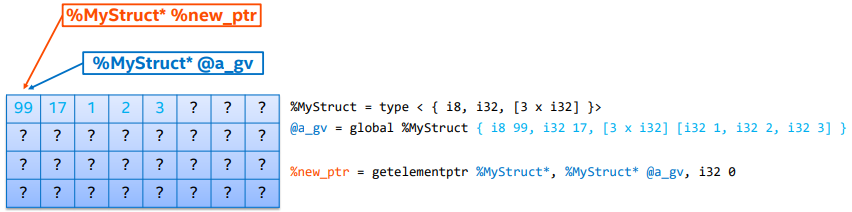 %MyStruct* %new_ptr
%MyStruct* @a_gv
99 17 1 2 3 ? ? ?
? ? ? ? ? ? ? ?
? ? ? ? ? ? ? ?
? ? ? ? ? ? ? ?
%MyStruct = type < { i8, i32, [3 x i32] }>
@a_gv = global %MyStruct { i8 99, i32 17, [3 x i32] [i32 1, i32 2, i32 3] }
%new_ptr = getelementptr %MyStruct*, %MyStruct* @a_gv, i32 0